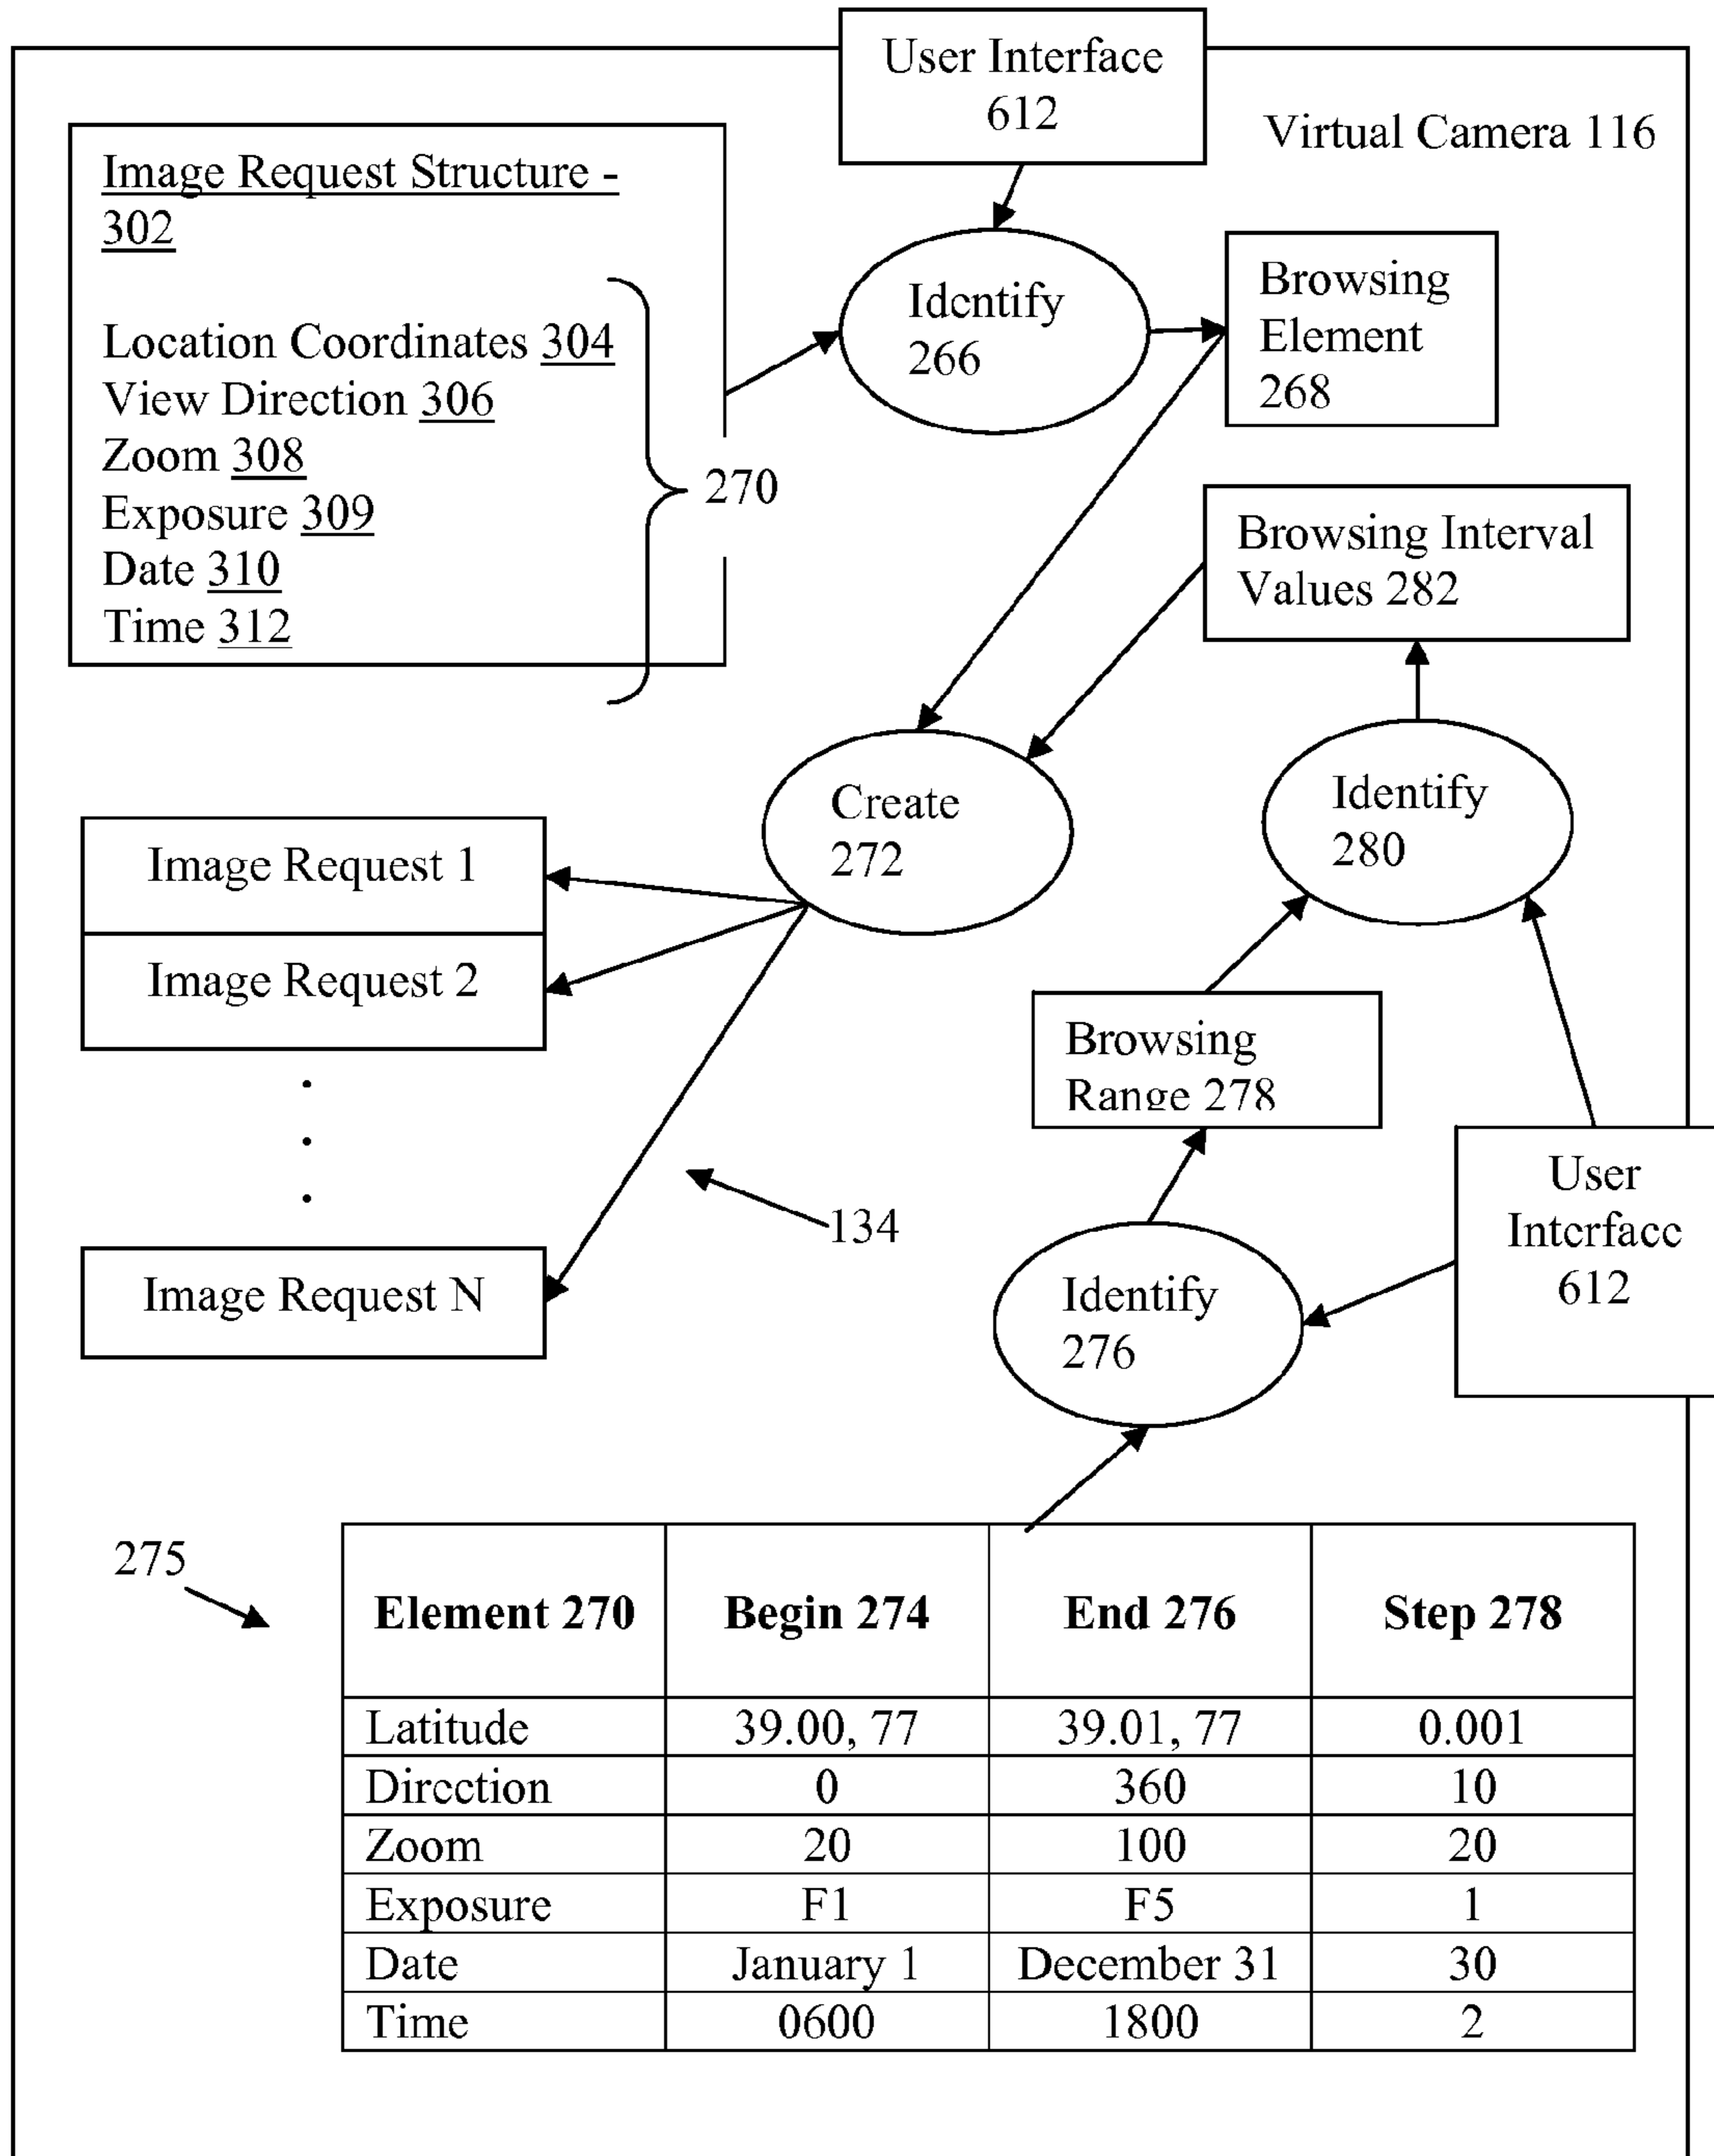 User Interface
612
Virtual Camera 116
Image Request Structure -
302
Location Coordinates 304
View Direction 306
Zoom 308
Exposure 309
Date 310
Time 312
270
Identify
266
Browsing
Element
268
Browsing Interval
Values 282
Create
272
Identify
280
Image Request 1
Image Request 2
Image Request N
134
Browsing
Range 278
User
Interface
612
Identify
276
275
Element 270 Begin 274 End 276 Step 278
Latitude 39.00, 77 39.01, 77 0.001
Direction 0 360 10
Zoom 20 100 20
Exposure F1 F5 1
Date January 1 December 31 30
Time 0600 1800 2